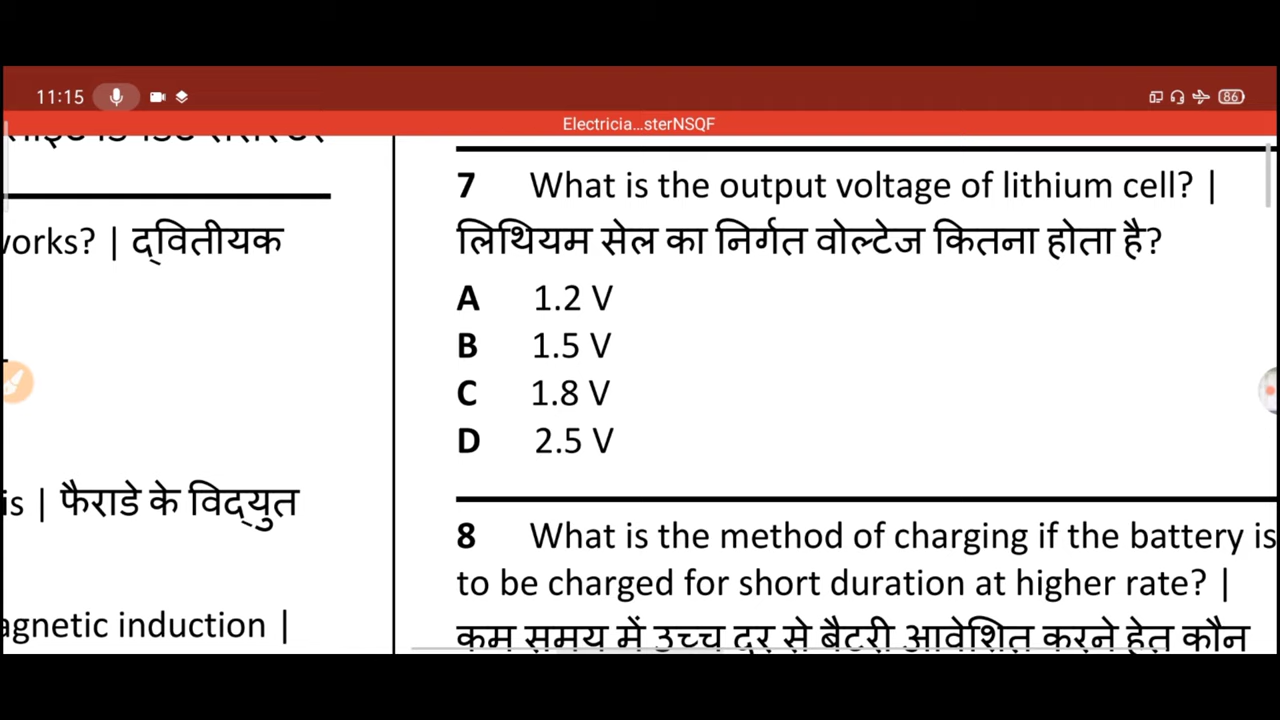 11:15
86
Electricia...sterNSQF
works? | द्वितीयक
is | फैराडे के विद्युत
agnetic induction |
7 What is the output voltage of lithium cell? |
लिथियम सेल का निर्गत वोल्टेज कितना होता है?
A 1.2 V
B 1.5 V
C 1.8 V
D 2.5 V
8 What is the method of charging if the battery is
to be charged for short duration at higher rate? |
कम समय में उच्च दर से बैटरी आवेशित करने हेतु कौन